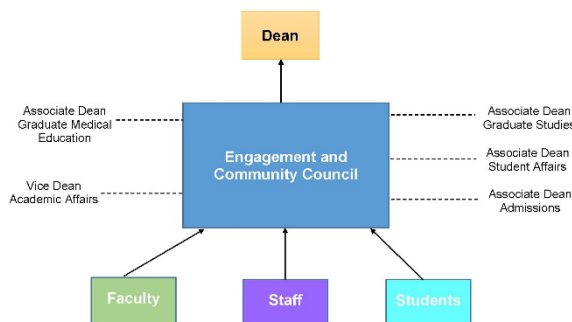 Dean
Associate Dean
Graduate Medical
Education
Vice Dean
Academic Affairs
Engagement and
Community Council
Associate Dean
Graduate Studies
Associate Dean
Student Affairs
Associate Dean
Admissions
Faculty
Staff
Students